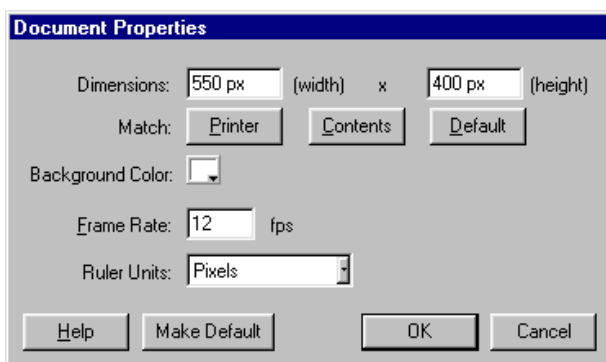 Document Properties
Dimensions: 550 px (width) x 400 px (height)
Match: Printer Contents Default
Background Color:
Frame Rate: 12 fps
Ruler Units: Pixels
Help Make Default OK Cancel